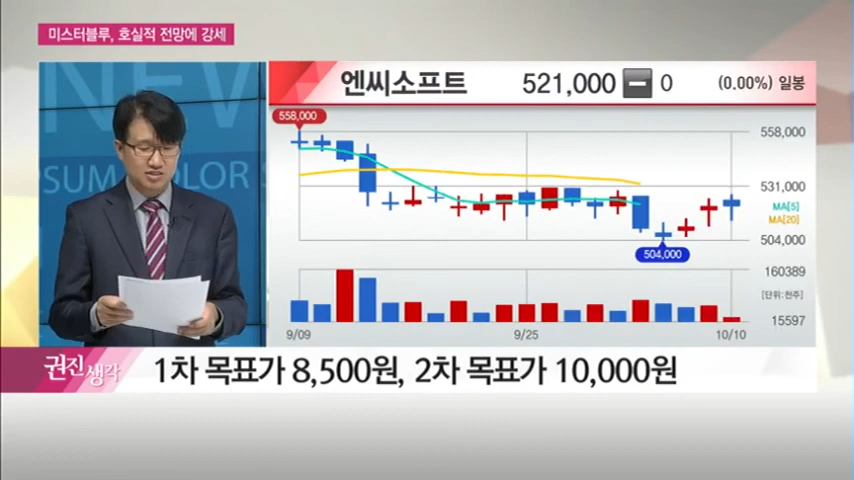 미스터블루, 호실적 전망에 강세
엔씨소프트 521,000 0 (0.00%) 일봉
558,000
558,000
531,000
MA[5]
MA[20]
504,000
504,000
160389
[단위:천주]
15597
9/09 9/25 10/10
권진생각
1차 목표가 8,500원, 2차 목표가 10,000원